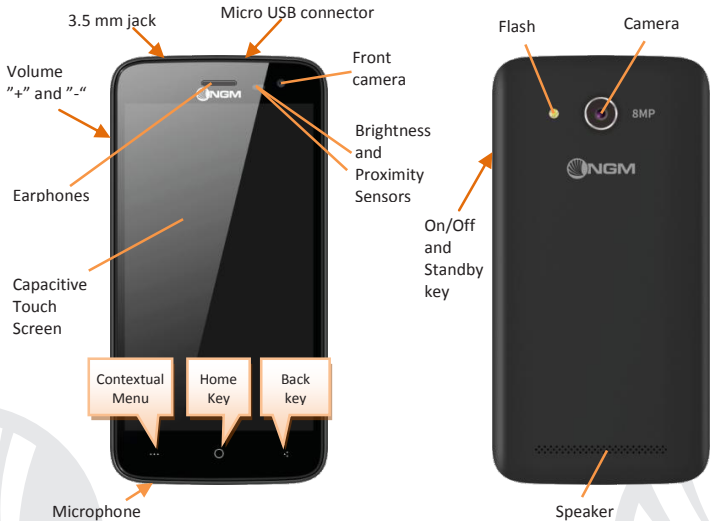 3.5 mm jack
Micro USB connector
Volume
”+” and ”-“
Front
camera
NGM
Brightness
and
Proximity
Sensors
Earphones
Capacitive
Touch
Screen
Contextual
Menu
Home
Key
Back
key
Microphone
Flash
Camera
8MP
NGM
On/Off
and
Standby
key
Speaker